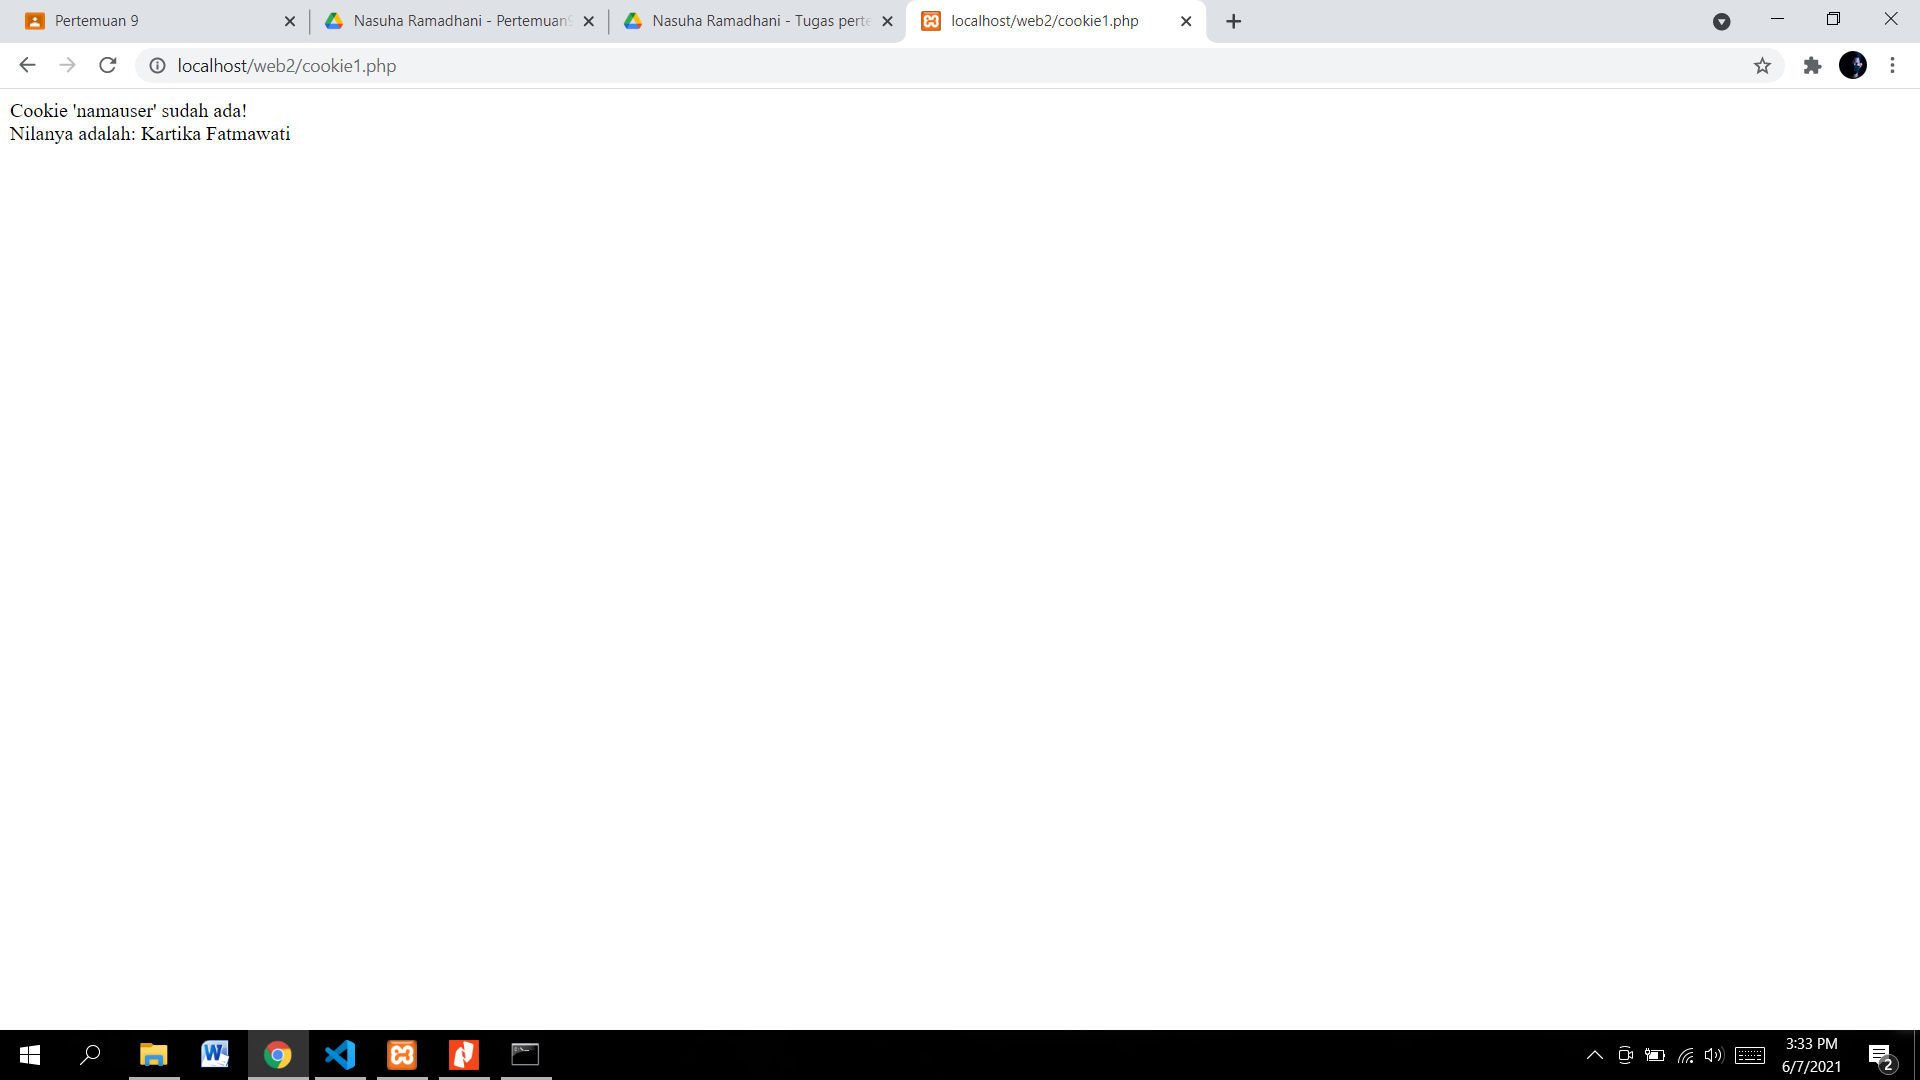 Pertemuan 9
Nasuha Ramadhani - Pertemuan9
Nasuha Ramadhani - Tugas perte
localhost/web2/cookie1.php
localhost/web2/cookie1.php
Cookie 'namauser' sudah ada!
Nilanya adalah: Kartika Fatmawati
3:33 PM
6/7/2021
2